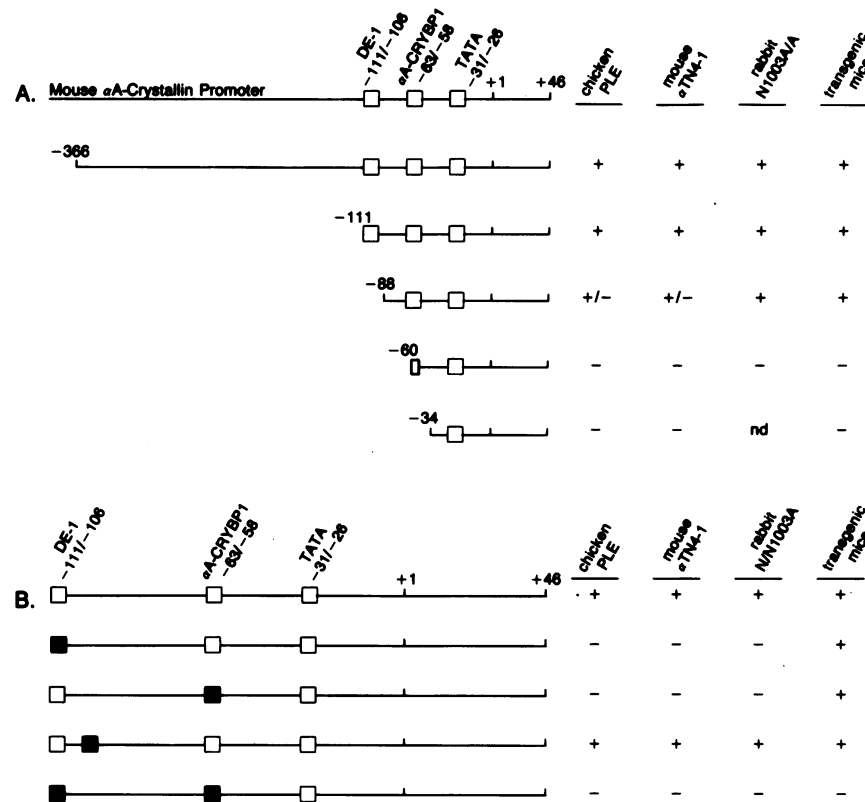 DE-1
-111/-106
αA-CRYBP1
-63/-58
TATA
-31/-26
+1
+46
chicken
PLE
mouse
αTN4-1
rabbit
N1003A/A
transgenic
mice
A. Mouse αA-Crystallin Promoter
-366
+ + + +
-111
+ + + +
-88
+/- +/- + +
-60
- - - -
-34
- - nd -
DE-1
-111/-106
αA-CRYBP1
-63/-58
TATA
-31/-26
+1
+46
chicken
PLE
mouse
αTN4-1
rabbit
N/N1003A
transgenic
mice
B.
+ + + +
- - - +
- - - +
+ + + +
- - - -